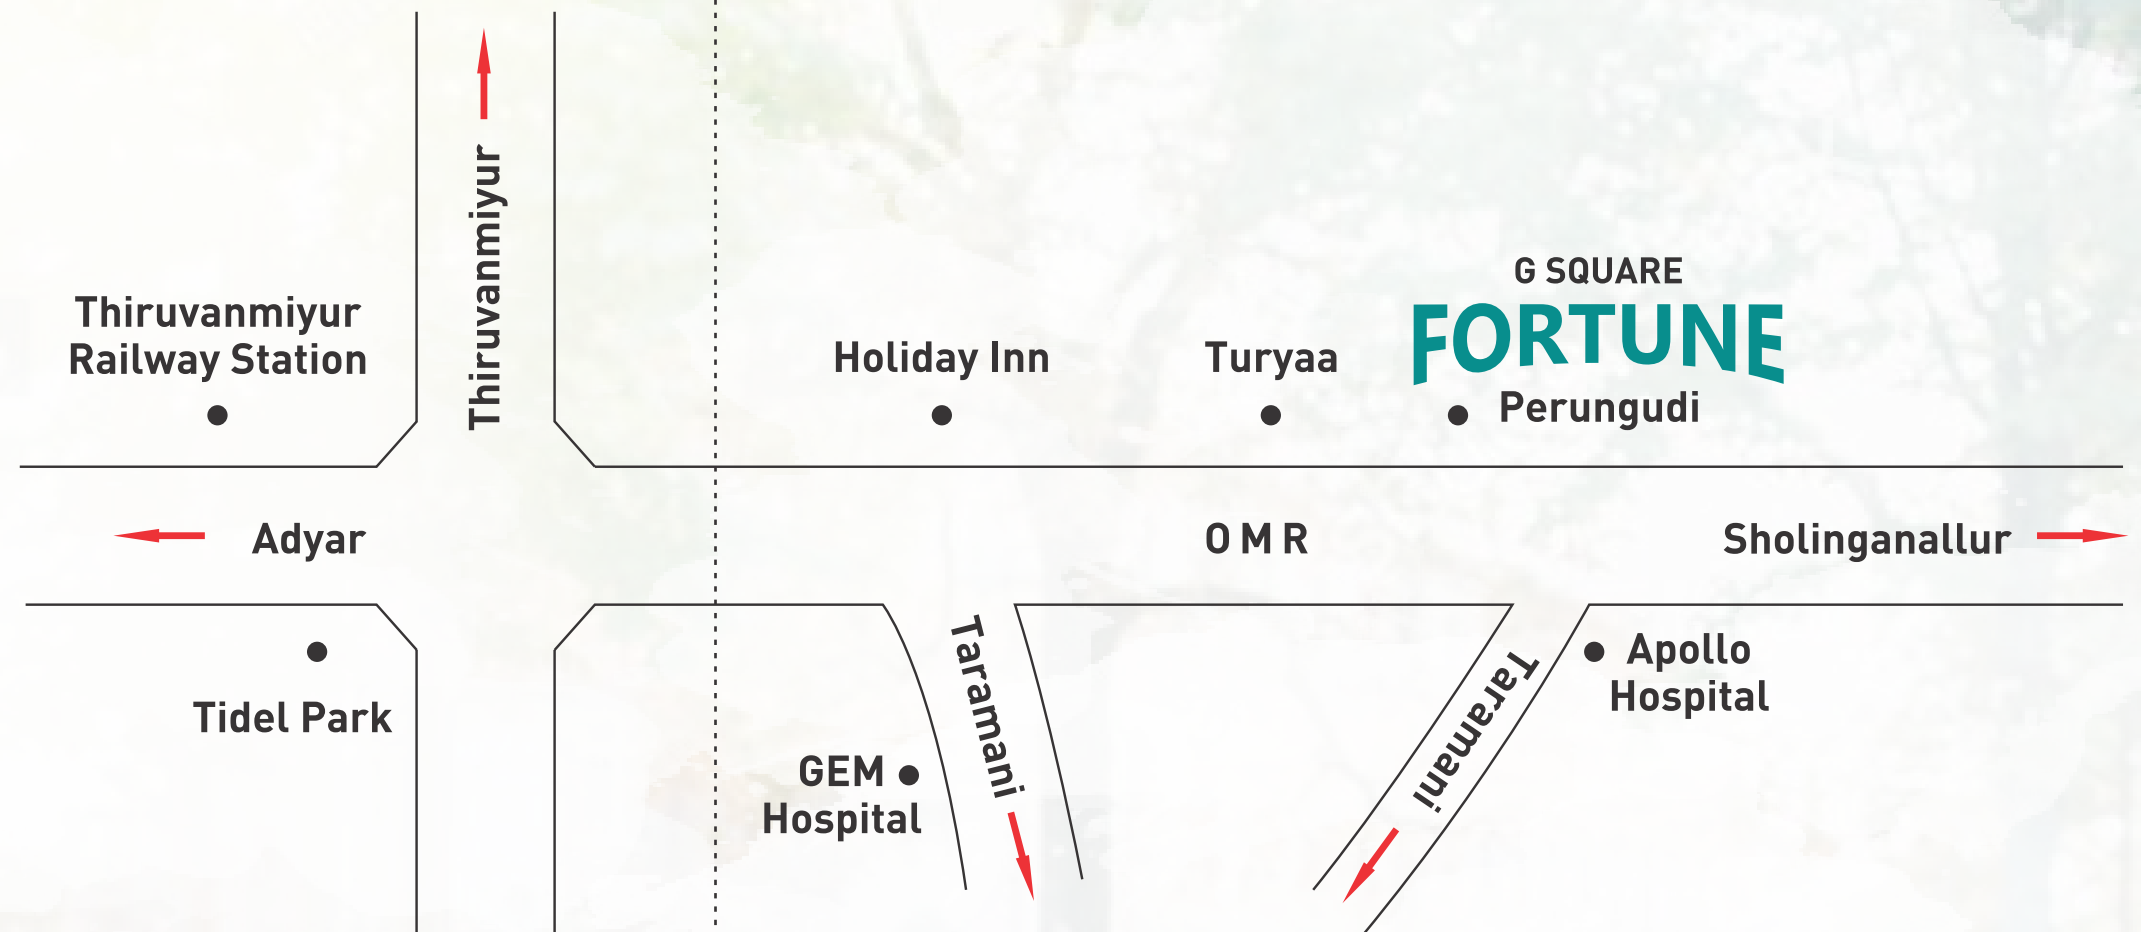 Thiruvanmiyur
Thiruvanmiyur
Railway Station
Holiday Inn
Turyaa
G SQUARE
FORTUNE
Perungudi
Adyar
O M R
Sholinganallur
Tidel Park
GEM
Hospital
Taramani
Taramani
Apollo
Hospital